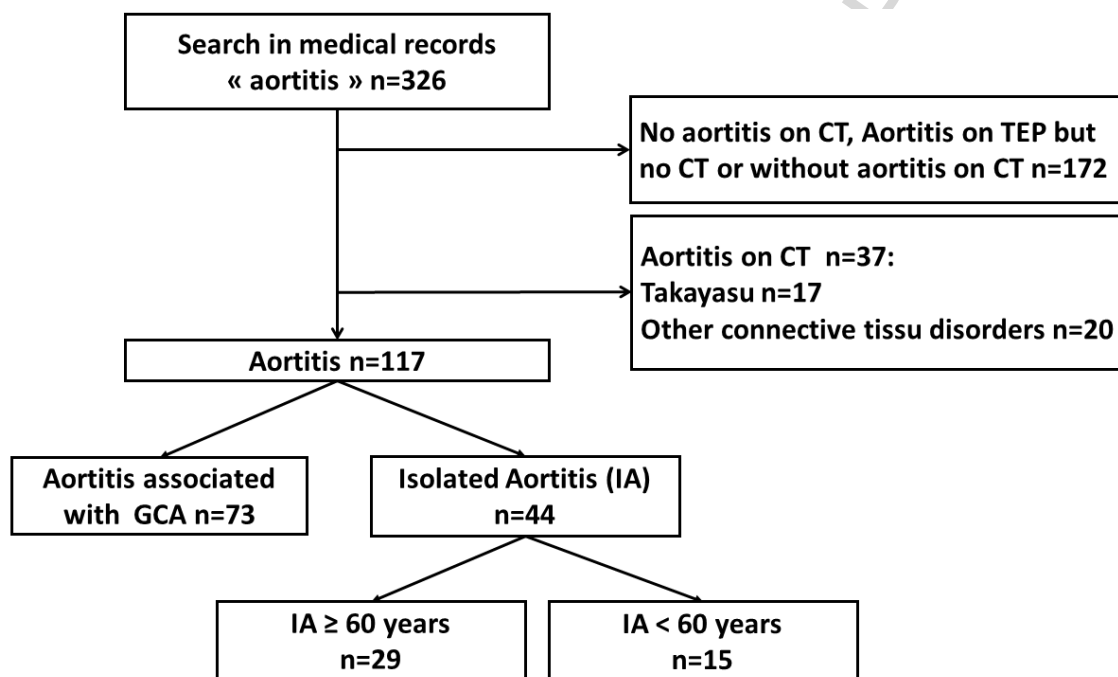 Search in medical records
« aortitis » n=326
No aortitis on CT, Aortitis on TEP but
no CT or without aortitis on CT n=172
Aortitis on CT n=37:
Takayasu n=17
Other connective tissu disorders n=20
Aortitis n=117
Aortitis associated
with GCA n=73
Isolated Aortitis (IA)
n=44
IA ≥ 60 years
n=29
IA < 60 years
n=15